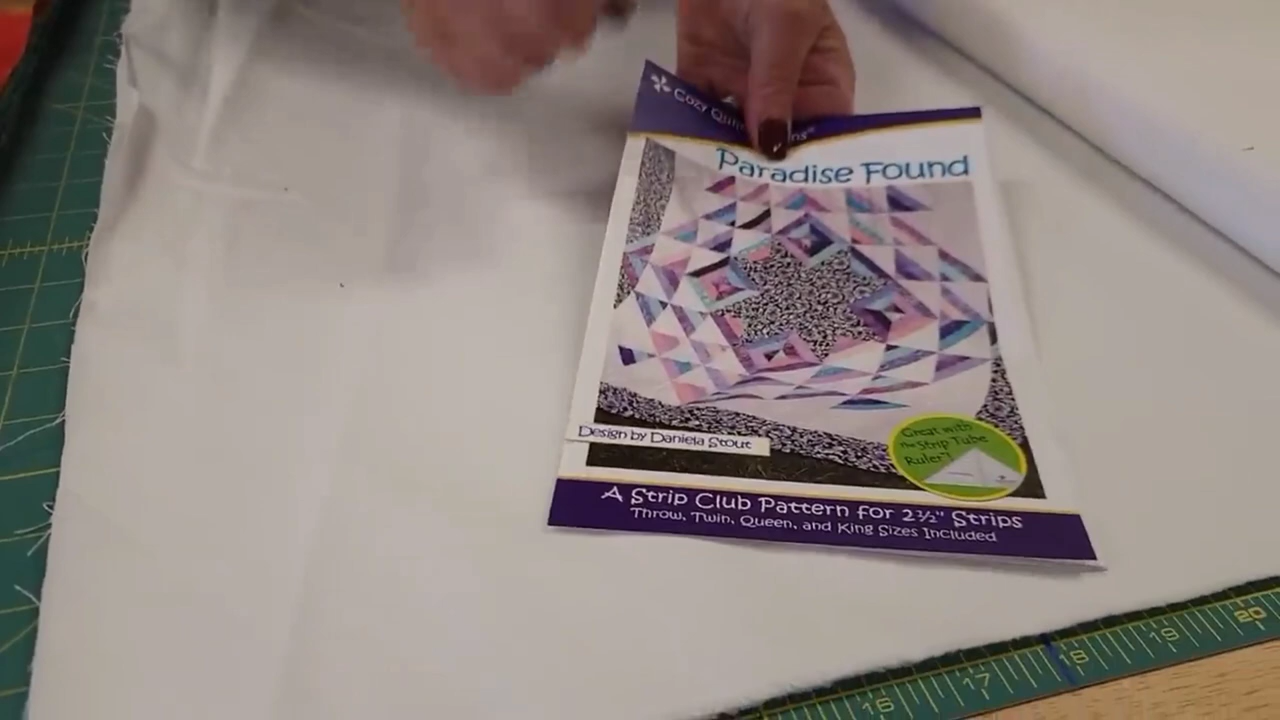 Cozy
Paradise Found
Design by Daniela Stout
Great with
the Strip Tube
Ruler!
A Strip Club Pattern for 2½" Strips
Throw, Twin, Queen, and King Sizes Included
16 17 18 19 20